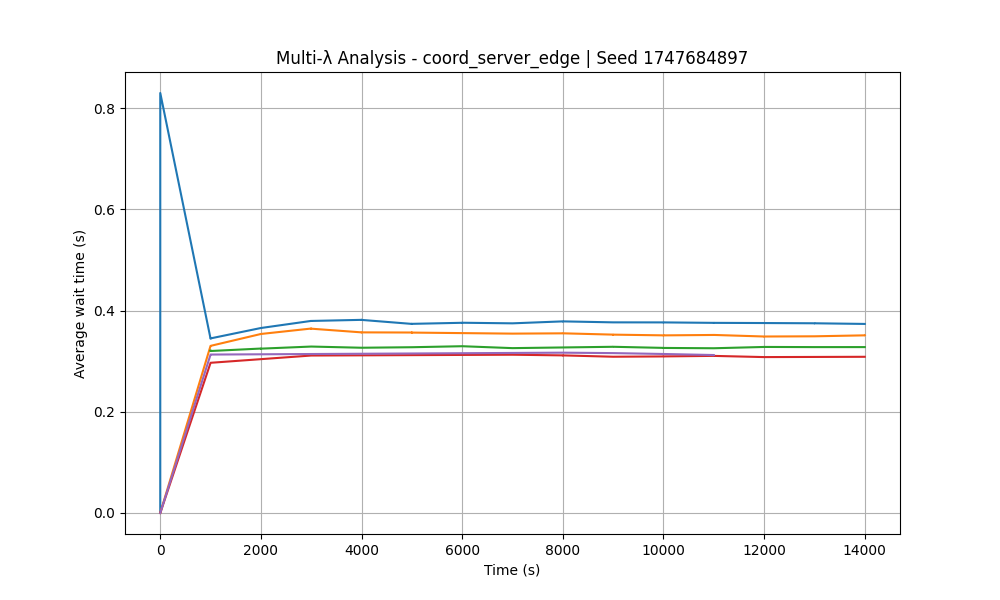 Multi-λ Analysis - coord_server_edge | Seed 1747684897
Average wait time (s)
0.8
0.6
0.4
0.2
0.0
0 2000 4000 6000 8000 10000 12000 14000
Time (s)